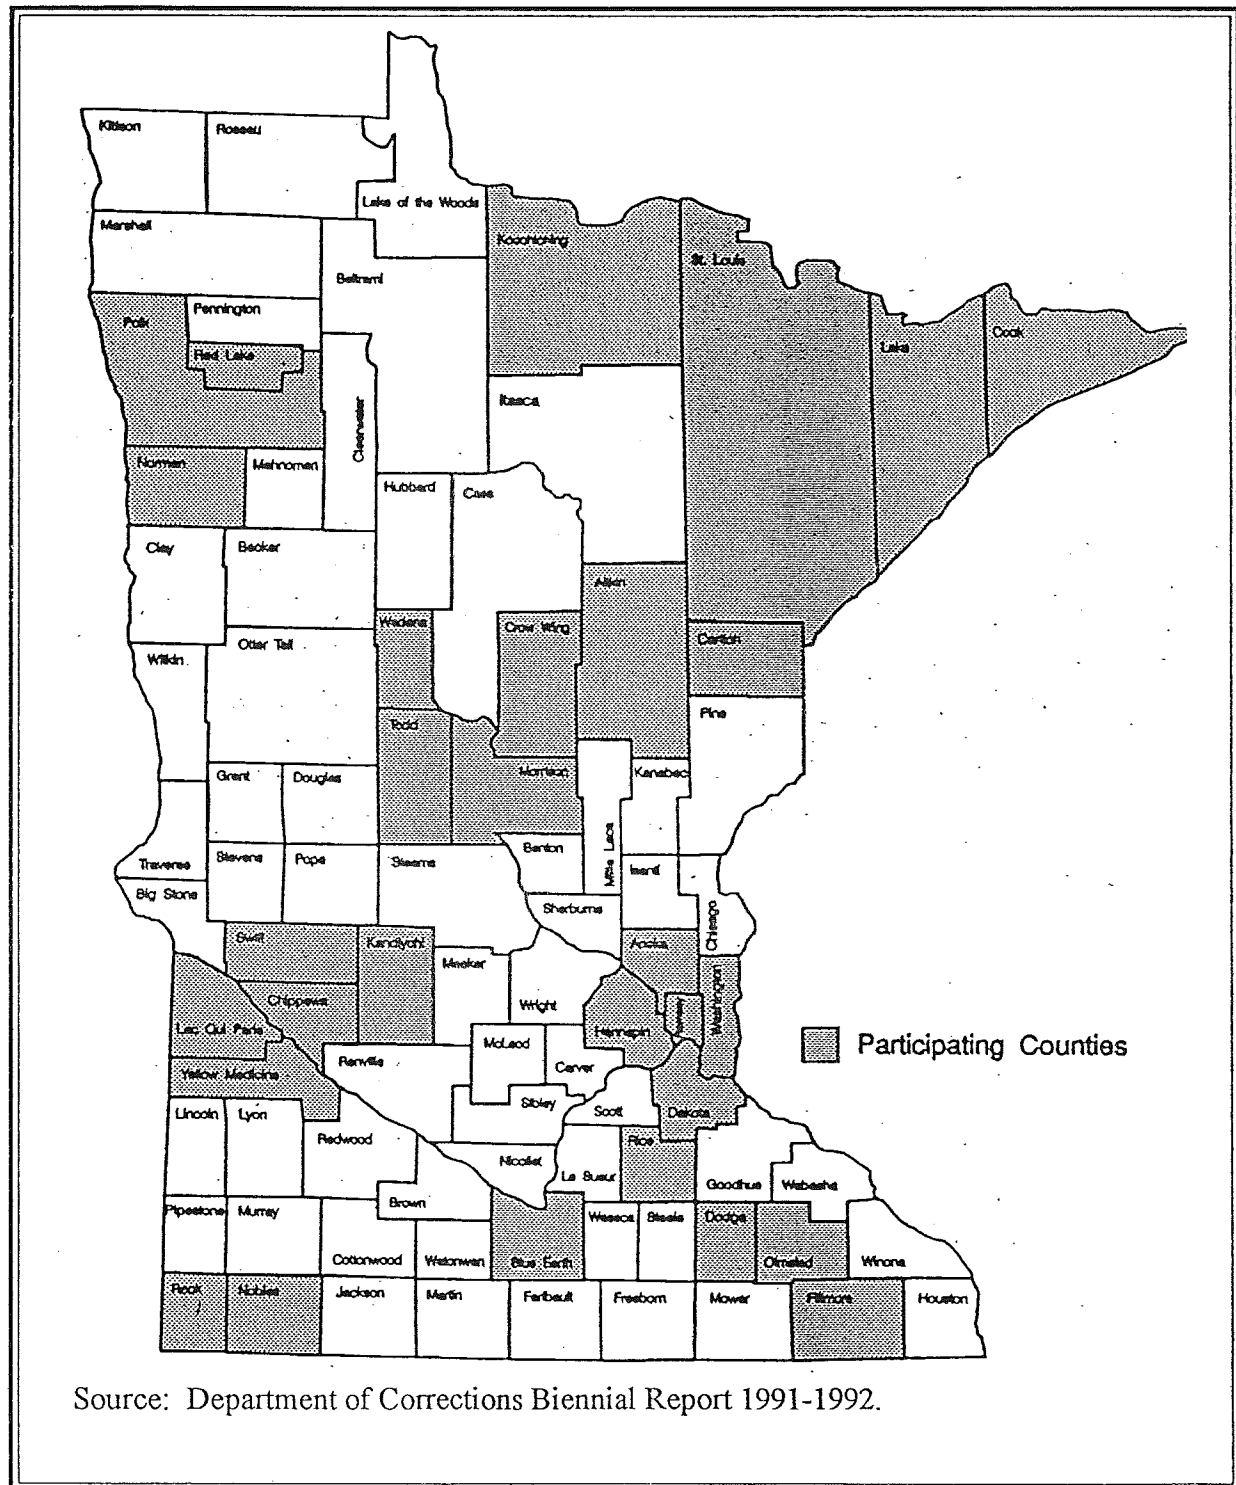 Kittson
Roseau
Lake of the Woods
Marshall
Koochiching
St. Louis
Beltrami
Pennington
Polk
Red Lake
Cook
Lake
Itasca
Clearwater
Norman
Mahnomen
Hubbard
Cass
Clay
Becker
Aitkin
Wadena
Crow Wing
Carlton
Otter Tail
Wilkin
Pine
Todd
Morrison
Kanabec
Grant
Douglas
Mille Lacs
Benton
Stevens
Pope
Stearns
Traverse
Isanti
Big Stone
Sherburne
Chisago
Swift
Kandiyohi
Anoka
Meeker
Washington
Chippewa
Wright
Ramsey
Lac Qui Parle
Hennepin
McLeod
Participating Counties
Renville
Carver
Yellow Medicine
Sibley
Scott
Dakota
Lincoln
Lyon
Redwood
Rice
Nicollet
Le Sueur
Goodhue
Wabasha
Brown
Pipestone
Murray
Waseca
Steele
Dodge
Cottonwood
Watonwan
Blue Earth
Olmsted
Winona
Rock
Nobles
Jackson
Martin
Faribault
Freeborn
Mower
Fillmore
Houston
Source: Department of Corrections Biennial Report 1991-1992.